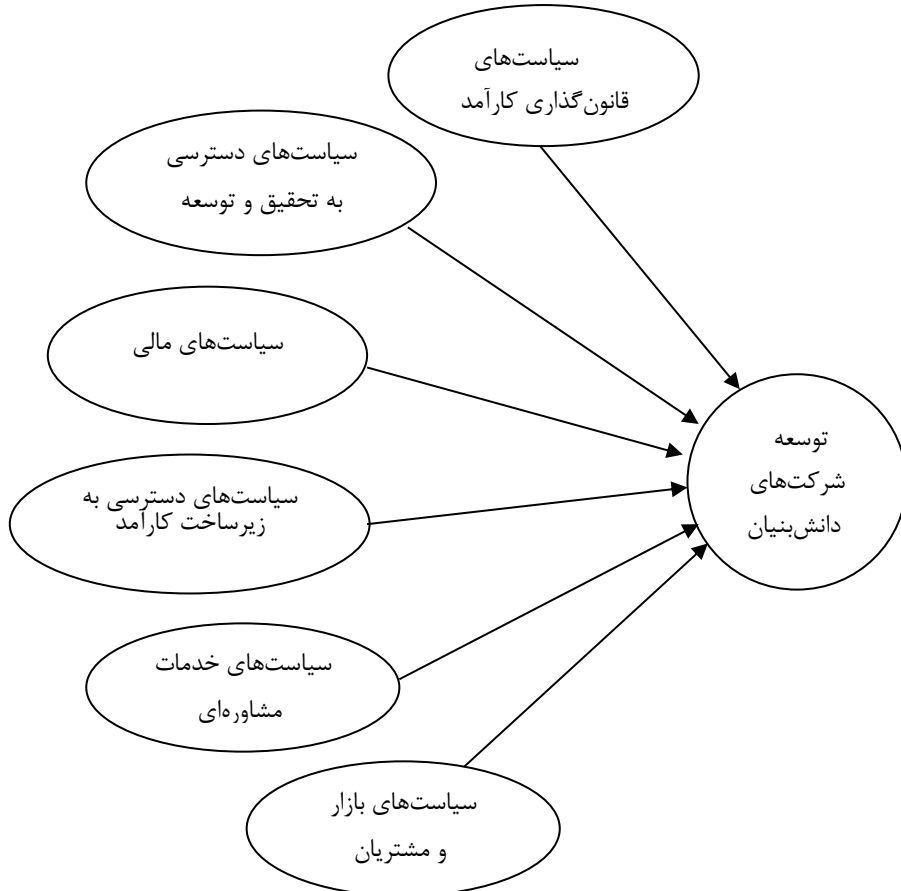 سیاست‌های
قانون‌گذاری کارآمد
سیاست‌های دسترسی
به تحقیق و توسعه
سیاست‌های مالی
سیاست‌های دسترسی به
زیرساخت کارامد
سیاست‌های خدمات
مشاوره‌ای
سیاست‌های بازار
و مشتریان
توسعه
شرکت‌های
دانش‌بنیان